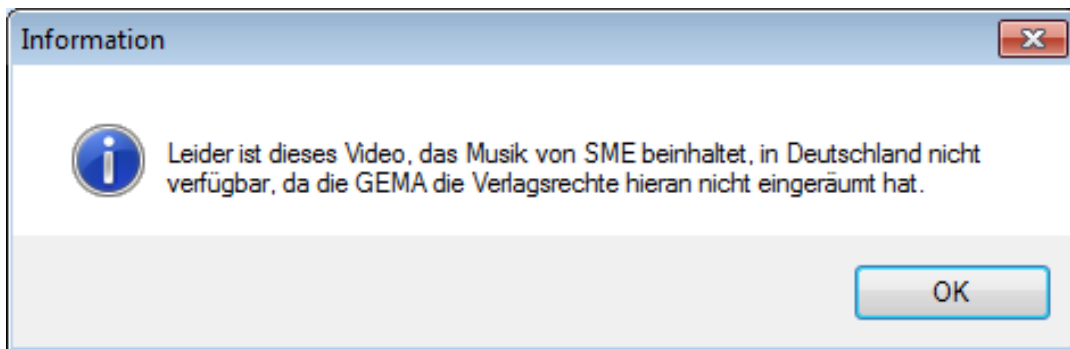 Information
Leider ist dieses Video, das Musik von SME beinhaltet, in Deutschland nicht
verfügbar, da die GEMA die Verlagsrechte hieran nicht eingeräumt hat.
OK